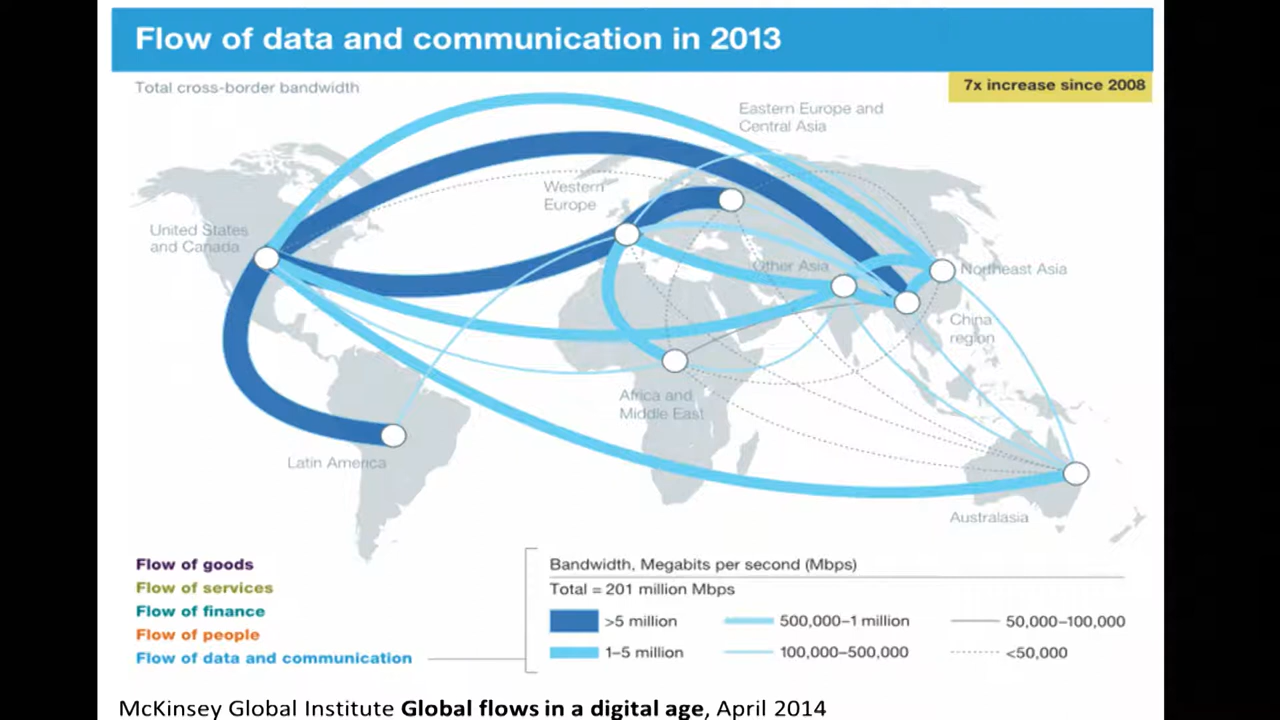 Flow of data and communication in 2013
Total cross-border bandwidth
7x increase since 2008
Eastern Europe and
Central Asia
Western
Europe
United States
and Canada
Other Asia
Northeast Asia
China
region
Africa and
Middle East
Latin America
Australasia
Flow of goods
Flow of services
Flow of finance
Flow of people
Flow of data and communication
Bandwidth, Megabits per second (Mbps)
Total = 201 million Mbps
>5 million
500,000–1 million
50,000–100,000
1–5 million
100,000–500,000
<50,000
McKinsey Global Institute Global flows in a digital age, April 2014